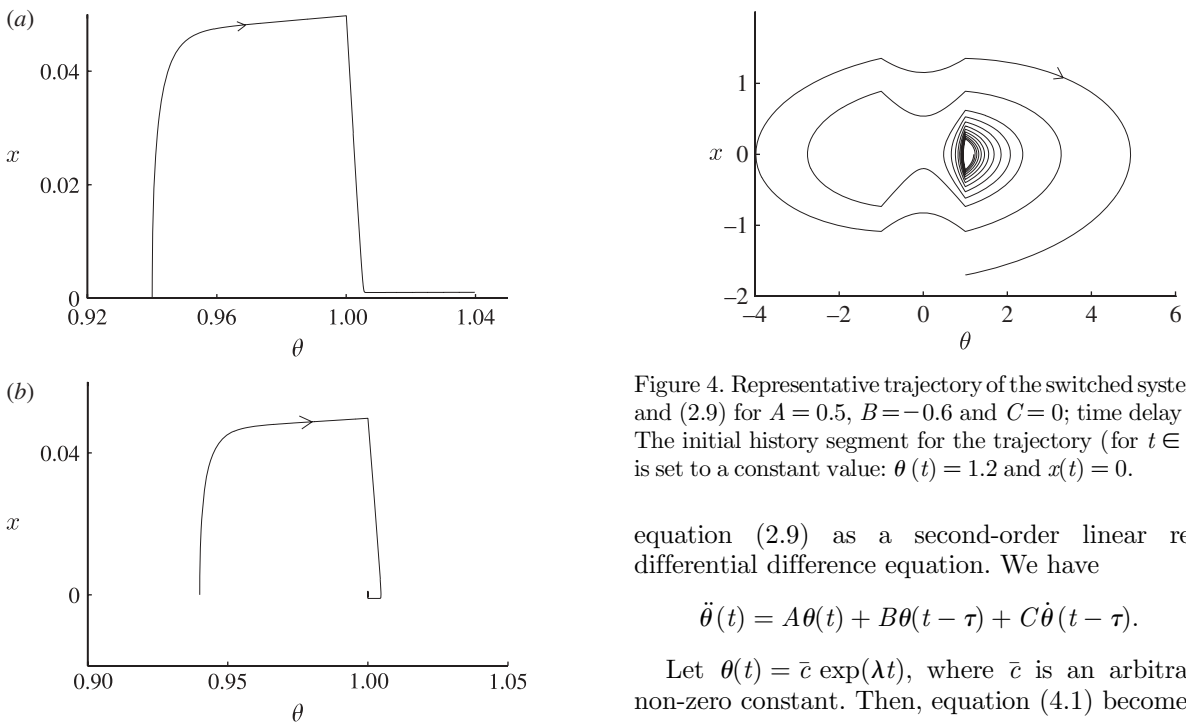 (a)
0.04
x
0.02
0
0.92 0.96 1.00 1.04
θ
(b)
0.04
x
0
0.90 0.95 1.00 1.05
θ
1
x 0
−1
−2
−4 −2 0 2 4 6
θ
Figure 4. Representative trajectory of the switched syste
and (2.9) for A = 0.5, B = −0.6 and C = 0; time delay
The initial history segment for the trajectory (for t ∈
is set to a constant value: θ (t) = 1.2 and x(t) = 0.
equation (2.9) as a second-order linear re
differential difference equation. We have
θ̈(t) = Aθ(t) + Bθ(t − τ) + Cθ̇(t − τ).
Let θ(t) = c̄ exp(λt), where c̄ is an arbitra
non-zero constant. Then, equation (4.1) become